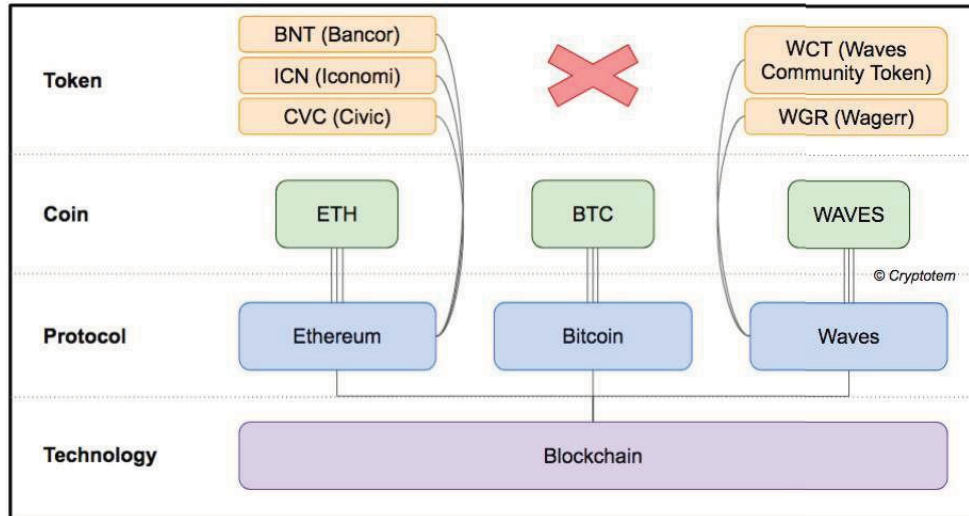 Token
BNT (Bancor)
ICN (Iconomi)
CVC (Civic)
WCT (Waves
Community Token)
WGR (Wagerr)
Coin
ETH
BTC
WAVES
© Cryptotem
Protocol
Ethereum
Bitcoin
Waves
Technology
Blockchain